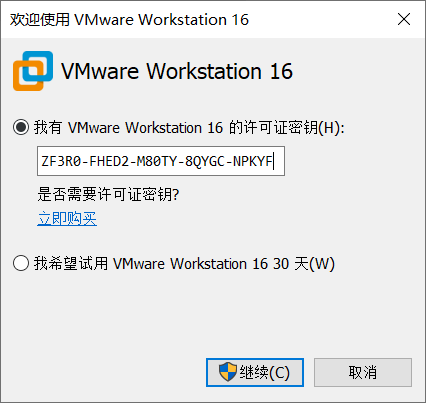 欢迎使用 VMware Workstation 16
VMware Workstation 16
我有 VMware Workstation 16 的许可证密钥(H):
ZF3R0-FHED2-M80TY-8QYGC-NPKYF
是否需要许可证密钥?
立即购买
我希望试用 VMware Workstation 16 30 天(W)
继续(C)
取消